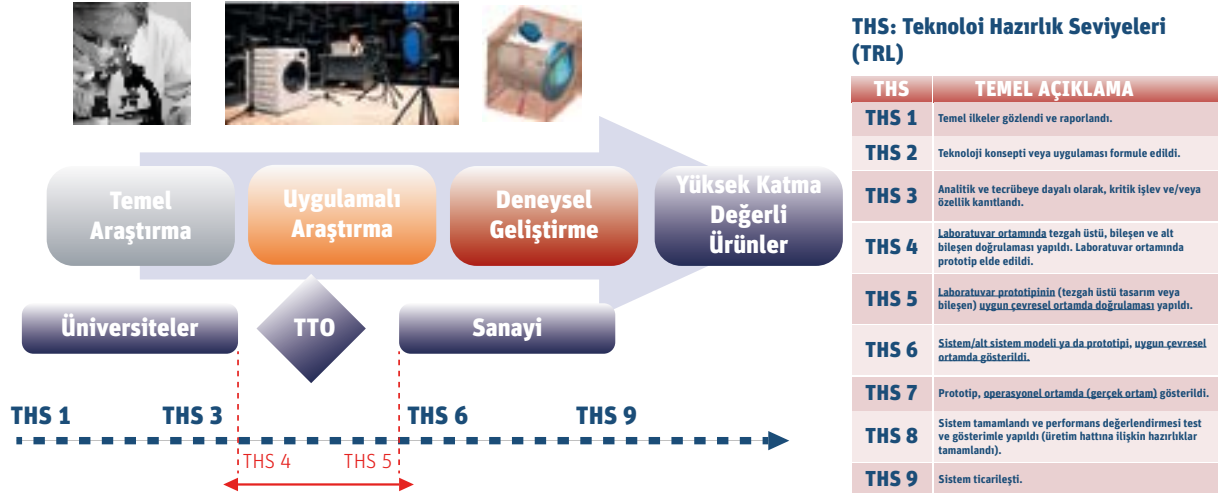 Temel
Araştırma
Uygulamalı
Araştırma
Deneysel
Geliştirme
Yüksek Katma
Değerli
Ürünler
Üniversiteler
TTO
Sanayi
THS 1
THS 3
THS 6
THS 9
THS 4
THS 5
THS: Teknoloi Hazırlık Seviyeleri
(TRL)
THS TEMEL AÇIKLAMA
THS 1 Temel ilkeler gözlendi ve raporlandı.
THS 2 Teknoloji konsepti veya uygulaması formule edildi.
THS 3 Analitik ve tecrübeye dayalı olarak, kritik işlev ve/veya
özellik kanıtlandı.
THS 4 Laboratuvar ortamında tezgah üstü, bileşen ve alt
bileşen doğrulaması yapıldı. Laboratuvar ortamında
prototip elde edildi.
THS 5 Laboratuvar prototipinin (tezgah üstü tasarım veya
bileşen) uygun çevresel ortamda doğrulaması yapıldı.
THS 6 Sistem/alt sistem modeli ya da prototipi, uygun çevresel
ortamda gösterildi.
THS 7 Prototip, operasyonel ortamda (gerçek ortam) gösterildi.
THS 8 Sistem tamamlandı ve performans değerlendirmesi test
ve gösterimle yapıldı (üretim hattına ilişkin hazırlıklar
tamamlandı).
THS 9 Sistem ticarileşti.